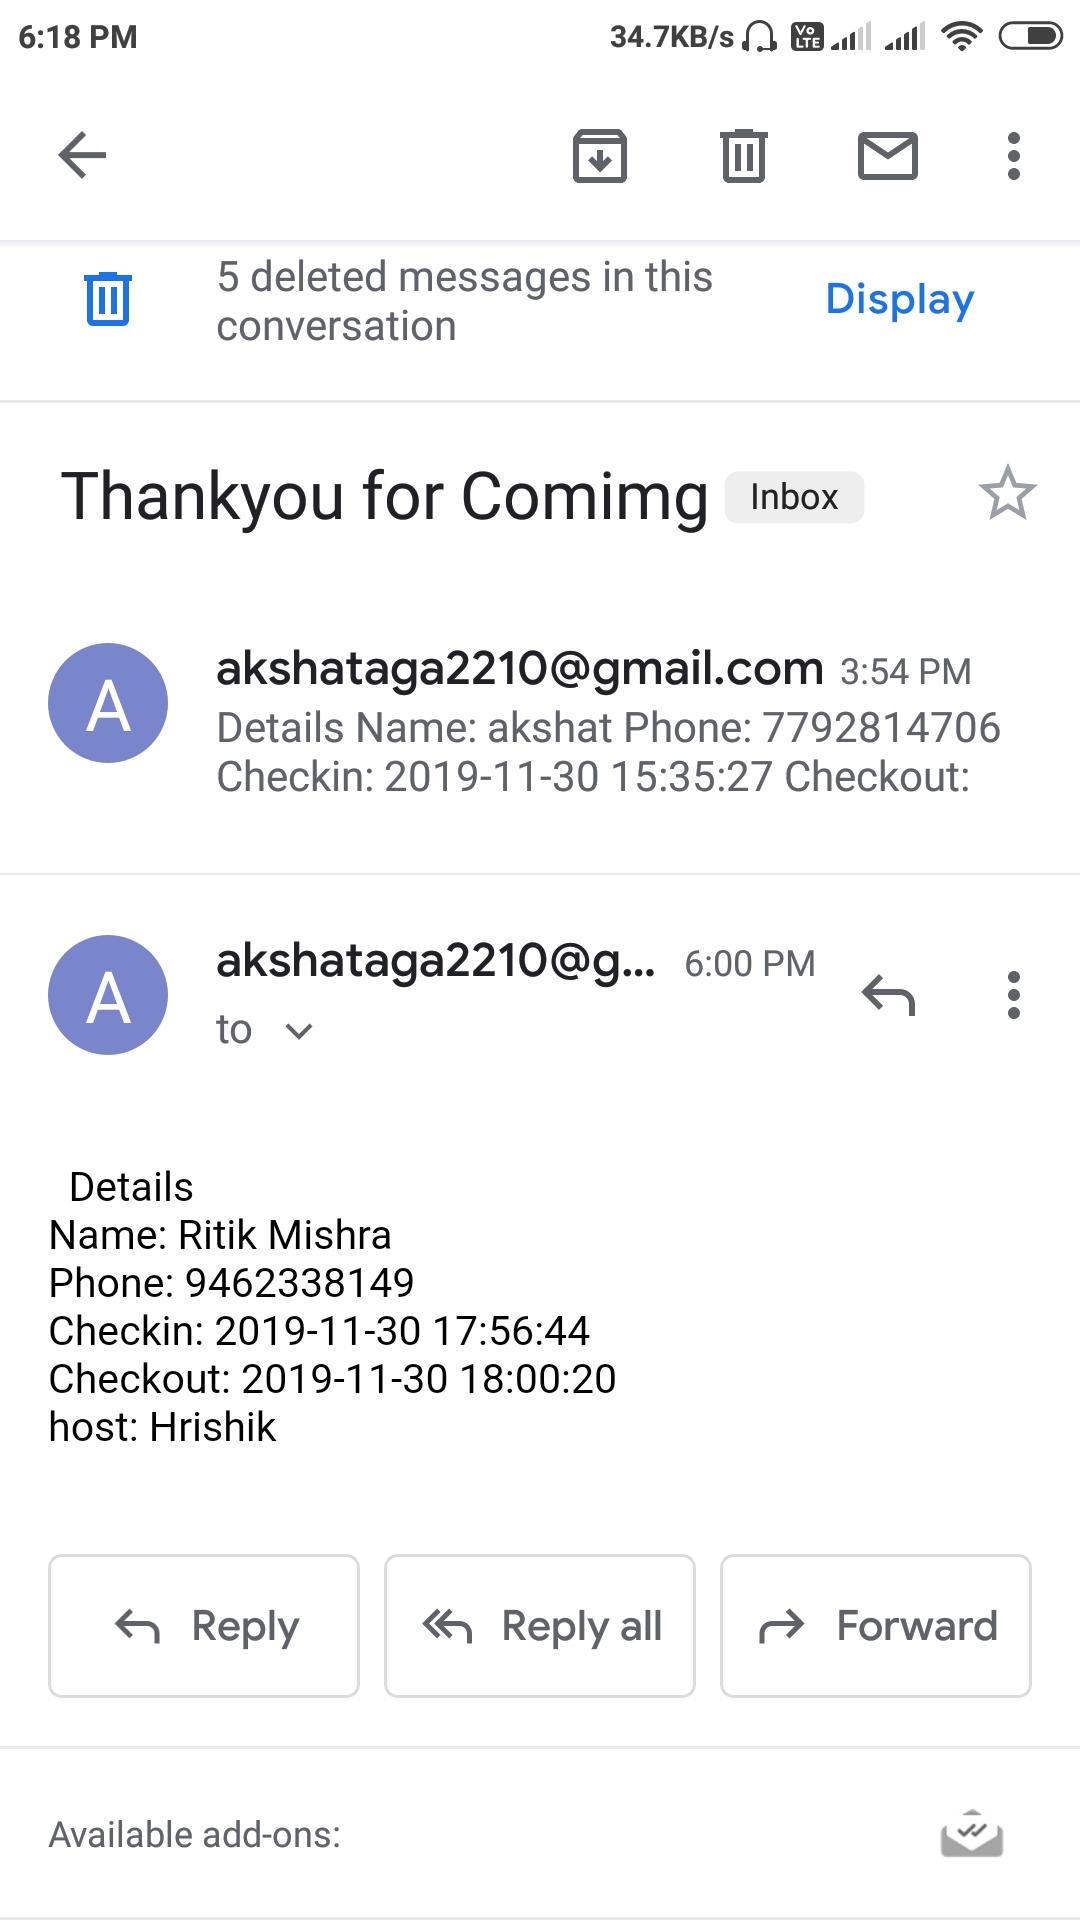 6:18 PM 34.7KB/s Vo LTE
5 deleted messages in this
conversation
Display
Thankyou for Comimg Inbox
A
akshataga2210@gmail.com 3:54 PM
Details Name: akshat Phone: 7792814706
Checkin: 2019-11-30 15:35:27 Checkout:
A
akshataga2210@g... 6:00 PM
to
Details
Name: Ritik Mishra
Phone: 9462338149
Checkin: 2019-11-30 17:56:44
Checkout: 2019-11-30 18:00:20
host: Hrishik
Reply Reply all Forward
Available add-ons: